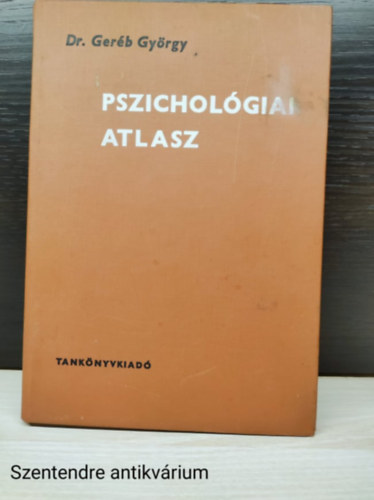 Dr. Geréb György
PSZICHOLÓGIAI
ATLASZ
TANKÖNYVKIADÓ
Szentendre antikvárium